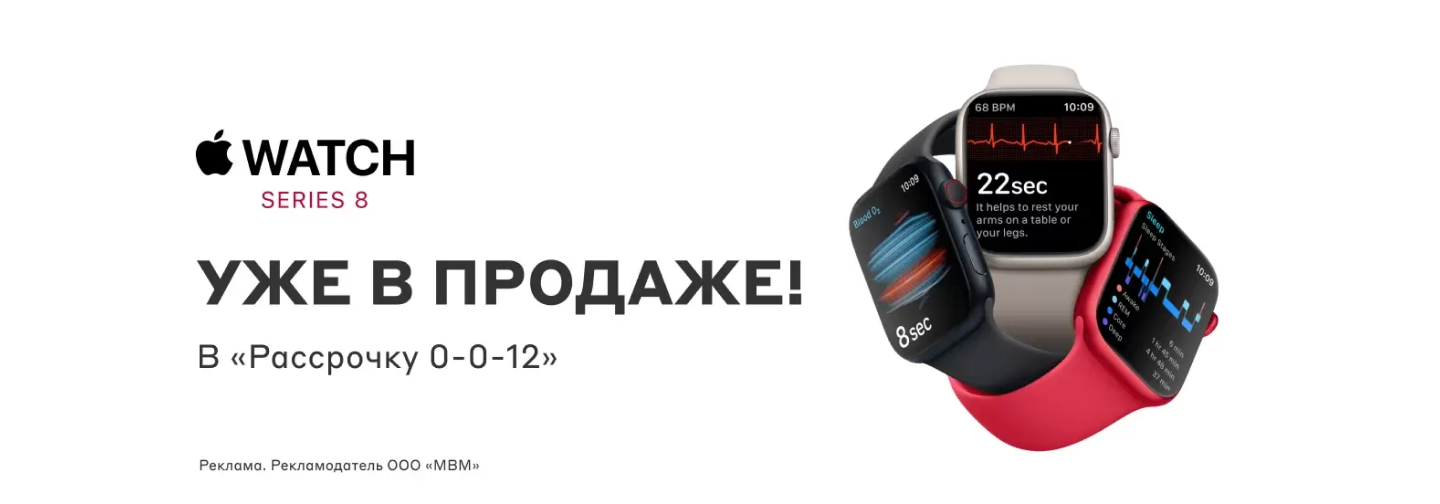 WATCH
SERIES 8
УЖЕ В ПРОДАЖЕ!
В «Рассрочку 0-0-12»
Реклама. Рекламодатель ООО «МВМ»
68 BPM 10:09
22sec
It helps to rest your
arms on a table or
your legs.
Blood O₂ 10:09
8sec
Sleep 10:09
Sleep Stages
Awake 6 min
REM 1 hr 45 min
Core 4 hr 48 min
Deep 37 min